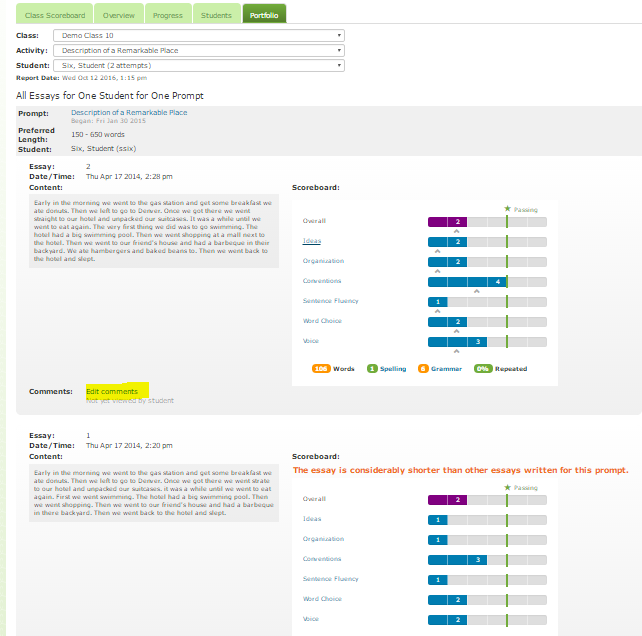 Class Scoreboard Overview Progress Students Portfolio
Class: Demo Class 10
Activity: Description of a Remarkable Place
Student: Six, Student (2 attempts)
Report Date: Wed Oct 12 2016, 1:15 pm
All Essays for One Student for One Prompt
Prompt: Description of a Remarkable Place
Began: Fri Jan 30 2015
Preferred Length: 150 - 650 words
Student: Six, Student (ssix)
Essay: 2
Date/Time: Thu Apr 17 2014, 2:28 pm
Content: Scoreboard:
Early in the morning we went to the gas station and get some breakfast we
ate donuts. Then we left to go to Denver. Once we got there we went
straight to our hotel and unpacked our suitcases. It was a while until we
went to eat again. The very first thing we did was to go swimming. The
hotel had a big swimming pool. Then we went shopping at a mall next to
the hotel. Then we went to our friend's house and had a barbeque in their
backyard. We ate hambergers and baked beans to. Then we went back to
the hotel and slept.
Passing
Overall 2
Ideas 2
Organization 2
Conventions 4
Sentence Fluency 1
Word Choice 2
Voice 3
106 Words 1 Spelling 6 Grammar 0% Repeated
Comments: Edit comments
Not yet viewed by student
Essay: 1
Date/Time: Thu Apr 17 2014, 2:20 pm
Content: Scoreboard:
Early in the morning we went to the gas station and get some breakfast we
ate donuts. Then we left to go to Denver. Once we got there we went strate
to our hotel and unpacked our suitcases. it was a while until we went to eat
again. First we went swimming. The hotel had a big swimming pool. Then
we went shopping. Then we went to our friend's house and had a barbeque
in there backyard. Then we went back to the hotel and slept.
The essay is considerably shorter than other essays written for this prompt.
Passing
Overall 2
Ideas 1
Organization 1
Conventions 3
Sentence Fluency 1
Word Choice 2
Voice 2